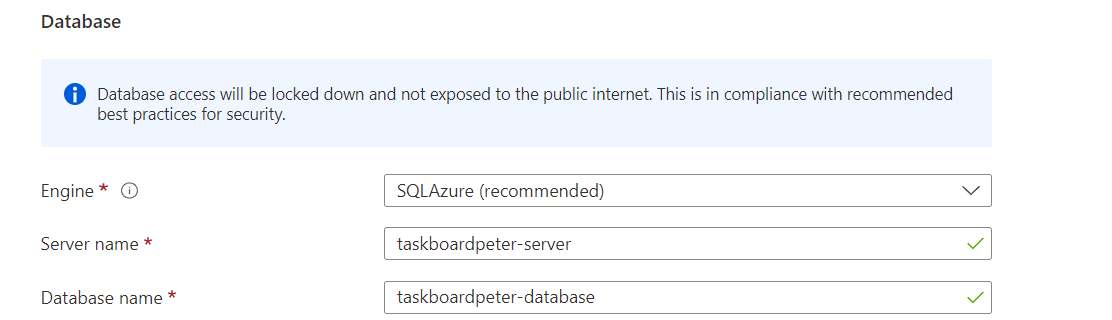 Database
Database access will be locked down and not exposed to the public internet. This is in compliance with recommended
best practices for security.
Engine * SQLAzure (recommended)
Server name * taskboardpeter-server
Database name * taskboardpeter-database